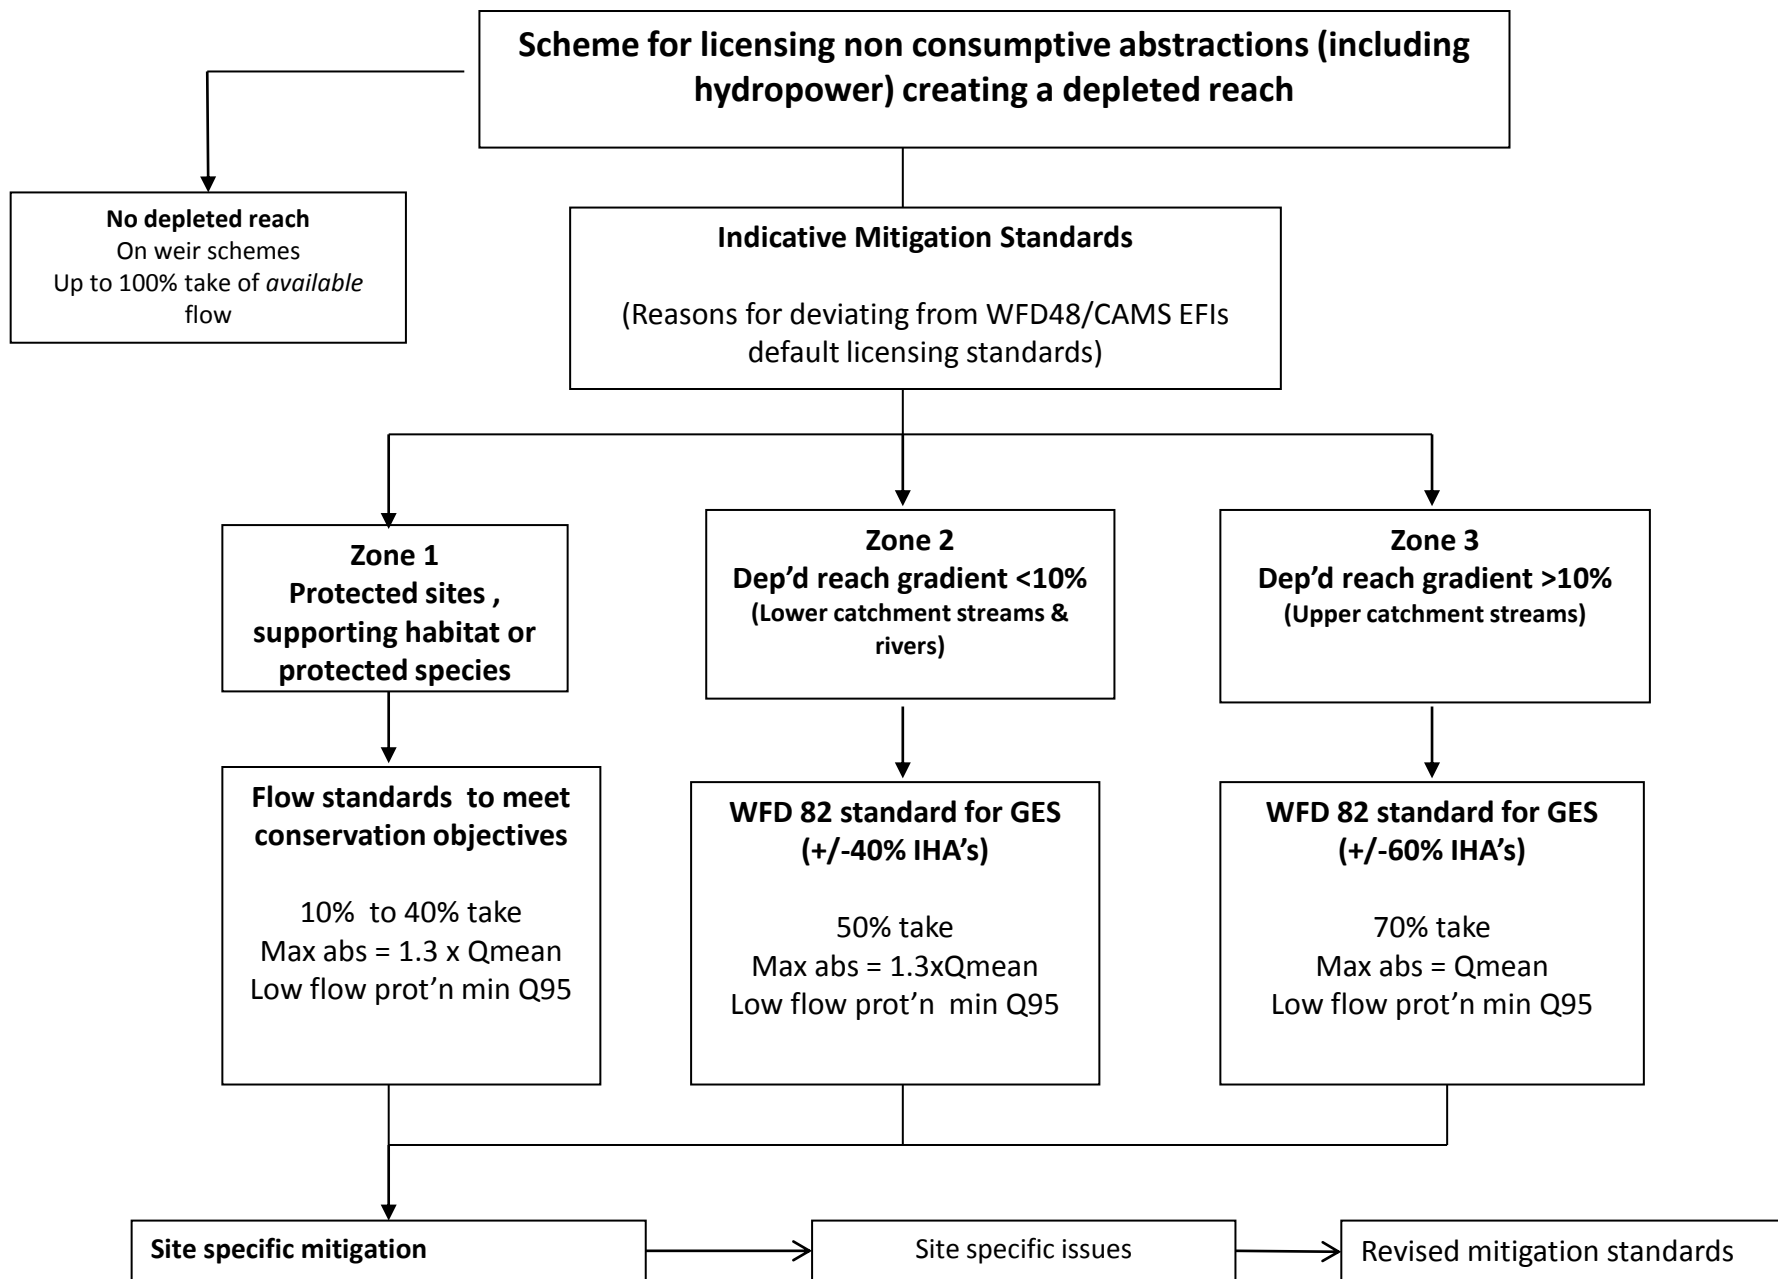 Scheme for licensing non consumptive abstractions (including
hydropower) creating a depleted reach
No depleted reach
On weir schemes
Up to 100% take of available
flow
Indicative Mitigation Standards
(Reasons for deviating from WFD48/CAMS EFIs
default licensing standards)
Zone 1
Protected sites ,
supporting habitat or
protected species
Zone 2
Dep’d reach gradient <10%
(Lower catchment streams &
rivers)
Zone 3
Dep’d reach gradient >10%
(Upper catchment streams)
Flow standards to meet
conservation objectives
10% to 40% take
Max abs = 1.3 x Qmean
Low flow prot’n min Q95
WFD 82 standard for GES
(+/-40% IHA’s)
50% take
Max abs = 1.3xQmean
Low flow prot’n min Q95
WFD 82 standard for GES
(+/-60% IHA’s)
70% take
Max abs = Qmean
Low flow prot’n min Q95
Site specific mitigation
Site specific issues
Revised mitigation standards